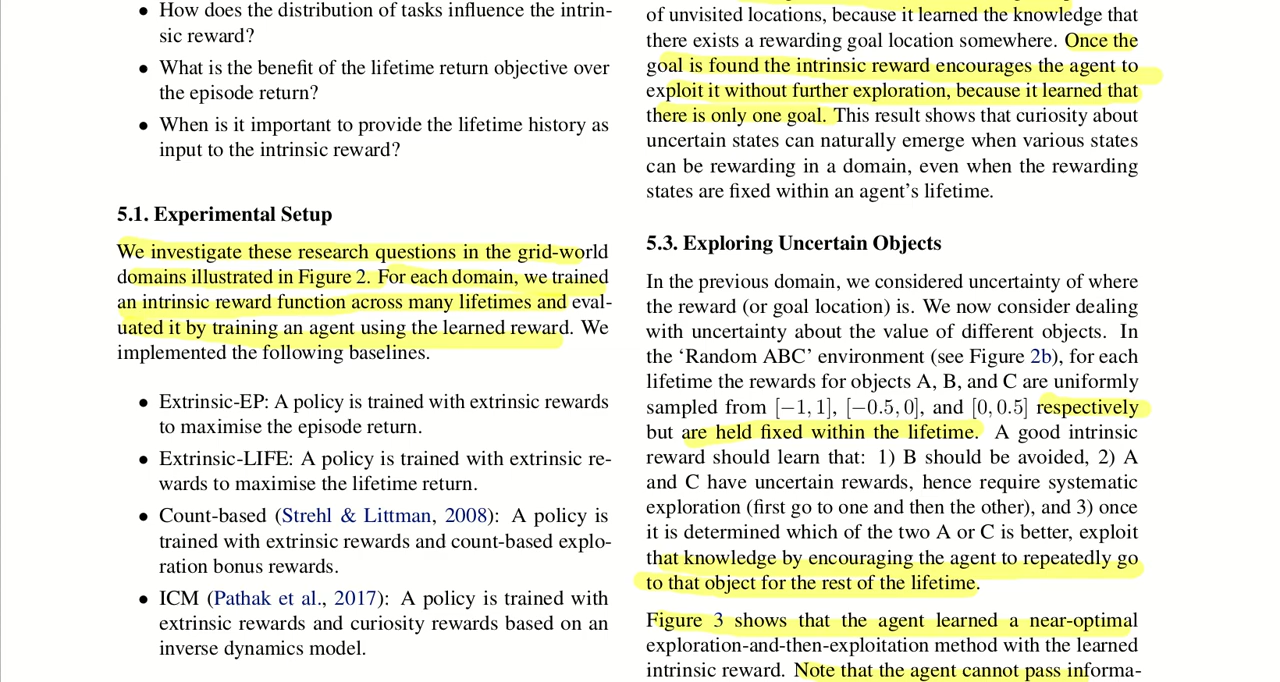 • How does the distribution of tasks influence the intrin-
sic reward?
• What is the benefit of the lifetime return objective over
the episode return?
• When is it important to provide the lifetime history as
input to the intrinsic reward?
5.1. Experimental Setup
We investigate these research questions in the grid-world
domains illustrated in Figure 2. For each domain, we trained
an intrinsic reward function across many lifetimes and eval-
uated it by training an agent using the learned reward. We
implemented the following baselines.
• Extrinsic-EP: A policy is trained with extrinsic rewards
to maximise the episode return.
• Extrinsic-LIFE: A policy is trained with extrinsic re-
wards to maximise the lifetime return.
• Count-based (Strehl & Littman, 2008): A policy is
trained with extrinsic rewards and count-based explo-
ration bonus rewards.
• ICM (Pathak et al., 2017): A policy is trained with
extrinsic rewards and curiosity rewards based on an
inverse dynamics model.
of unvisited locations, because it learned the knowledge that
there exists a rewarding goal location somewhere. Once the
goal is found the intrinsic reward encourages the agent to
exploit it without further exploration, because it learned that
there is only one goal. This result shows that curiosity about
uncertain states can naturally emerge when various states
can be rewarding in a domain, even when the rewarding
states are fixed within an agent's lifetime.
5.3. Exploring Uncertain Objects
In the previous domain, we considered uncertainty of where
the reward (or goal location) is. We now consider dealing
with uncertainty about the value of different objects. In
the ‘Random ABC’ environment (see Figure 2b), for each
lifetime the rewards for objects A, B, and C are uniformly
sampled from [−1, 1], [−0.5, 0], and [0, 0.5] respectively
but are held fixed within the lifetime. A good intrinsic
reward should learn that: 1) B should be avoided, 2) A
and C have uncertain rewards, hence require systematic
exploration (first go to one and then the other), and 3) once
it is determined which of the two A or C is better, exploit
that knowledge by encouraging the agent to repeatedly go
to that object for the rest of the lifetime.
Figure 3 shows that the agent learned a near-optimal
exploration-and-then-exploitation method with the learned
intrinsic reward. Note that the agent cannot pass informa-